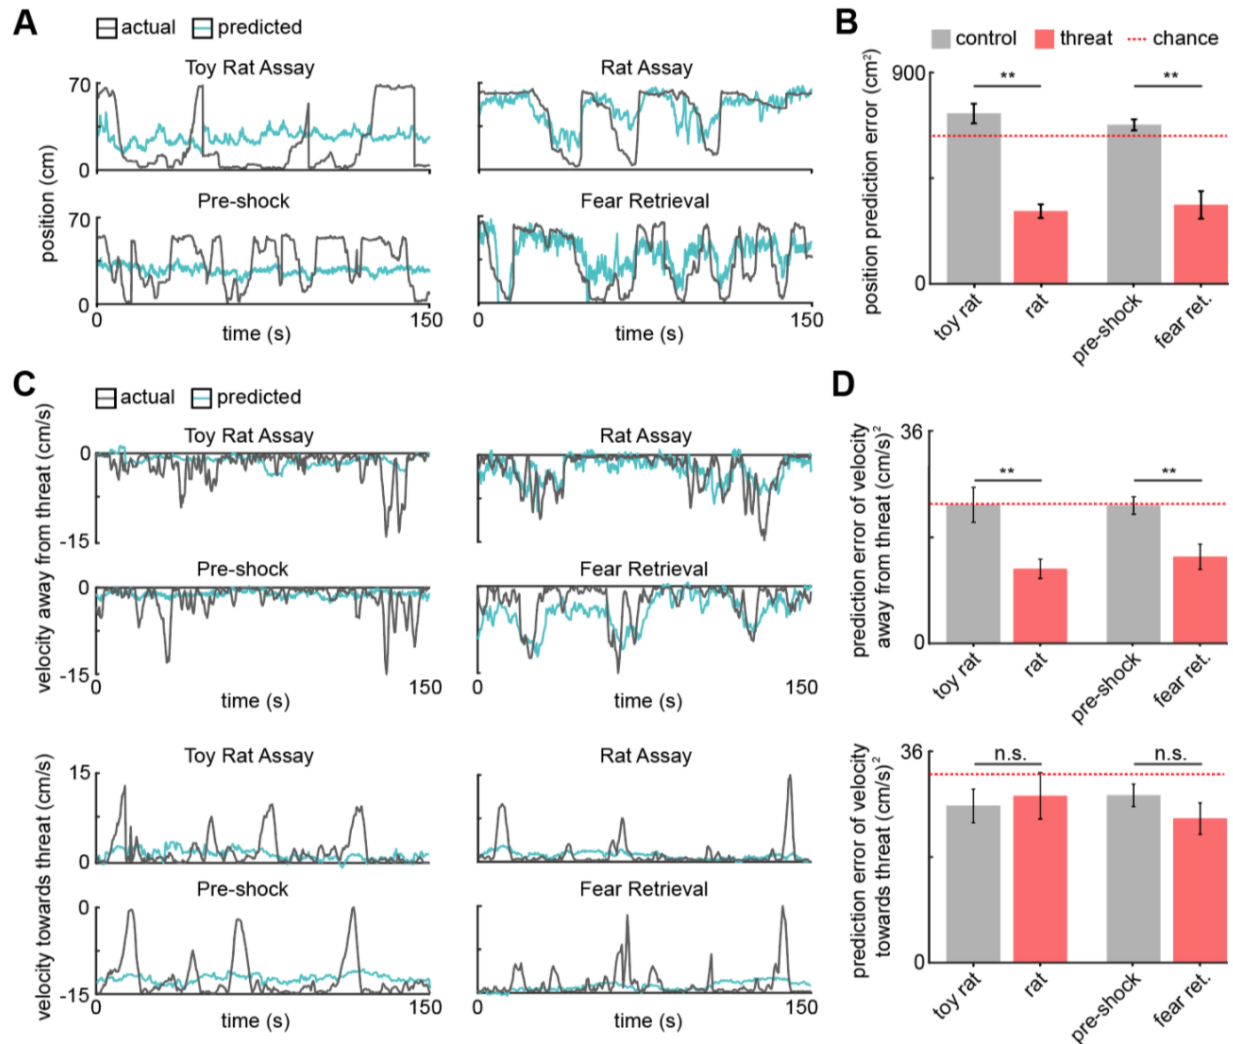 A
actual predicted
Toy Rat Assay
Rat Assay
70
0
Pre-shock
Fear Retrieval
70
0
position (cm)
0
150
time (s)
time (s)
150
B
control threat chance
position prediction error (cm²)
900
**
**
0
toy rat
rat
pre-shock
fear ret.
C
actual predicted
velocity away from threat (cm/s)
Toy Rat Assay
Rat Assay
0
-15
Pre-shock
Fear Retrieval
0
-15
0
150
time (s)
0
150
time (s)
velocity towards threat (cm/s)
Toy Rat Assay
Rat Assay
15
0
Pre-shock
Fear Retrieval
0
-15
0
150
time (s)
0
150
time (s)
D
prediction error of velocity
away from threat (cm/s)²
36
**
**
0
toy rat
rat
pre-shock
fear ret.
prediction error of velocity
towards threat (cm/s)²
36
n.s.
n.s.
0
toy rat
rat
pre-shock
fear ret.